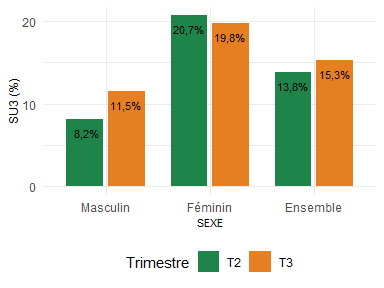 SU3 (%)
20
10
0
8,2%
11,5%
20,7%
19,8%
13,8%
15,3%
Masculin
Féminin
Ensemble
SEXE
Trimestre T2 T3